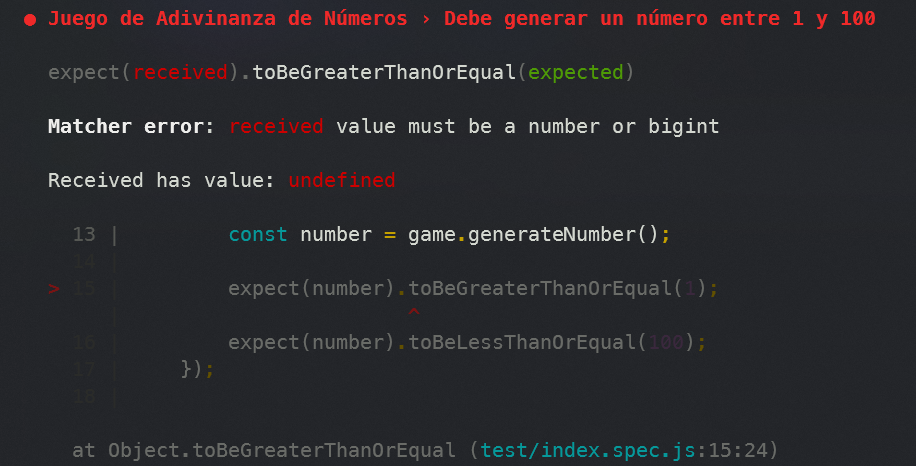 ● Juego de Adivinanza de Números › Debe generar un número entre 1 y 100
expect(received).toBeGreaterThanOrEqual(expected)
Matcher error: received value must be a number or bigint
Received has value: undefined
13 |         const number = game.generateNumber();
14 |
> 15 |         expect(number).toBeGreaterThanOrEqual(1);
|                        ^
16 |         expect(number).toBeLessThanOrEqual(100);
17 |     });
18 |
at Object.toBeGreaterThanOrEqual (test/index.spec.js:15:24)